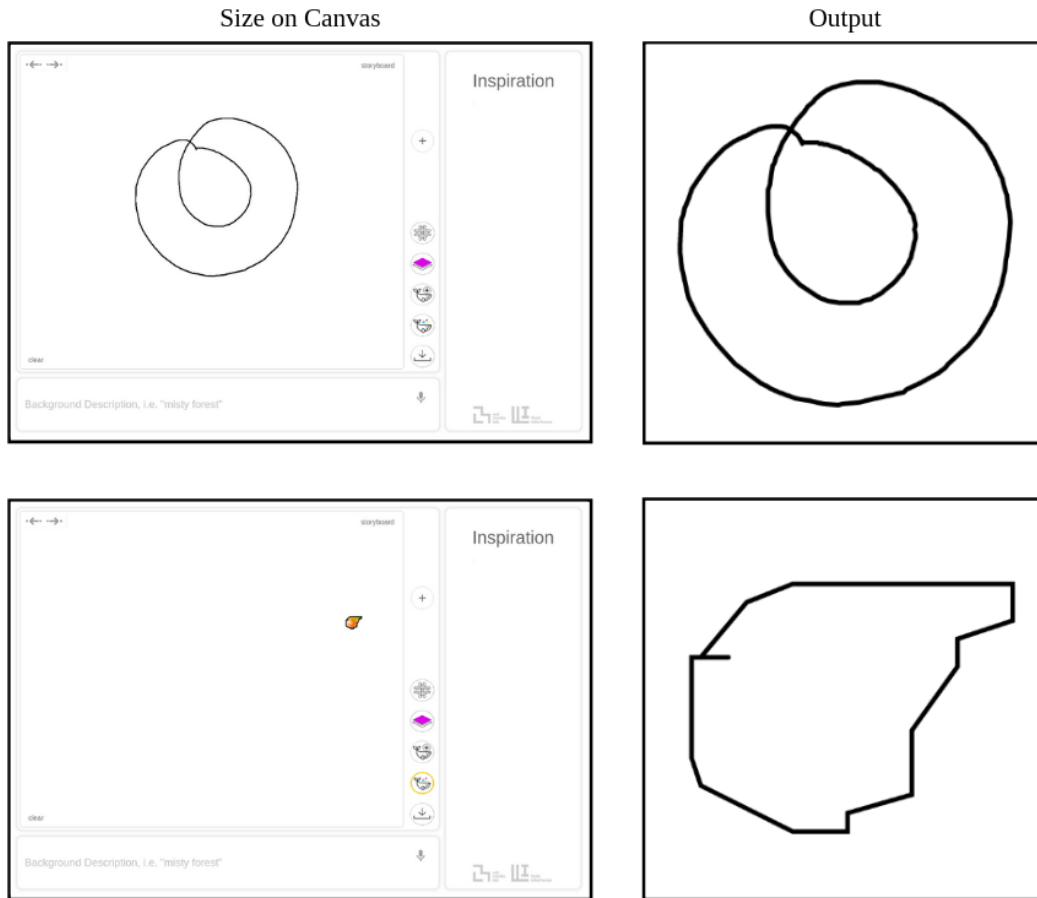 Size on Canvas
Output
storyboard
Inspiration
+
clear
Background Description, i.e. "misty forest"
storyboard
Inspiration
+
clear
Background Description, i.e. "misty forest"